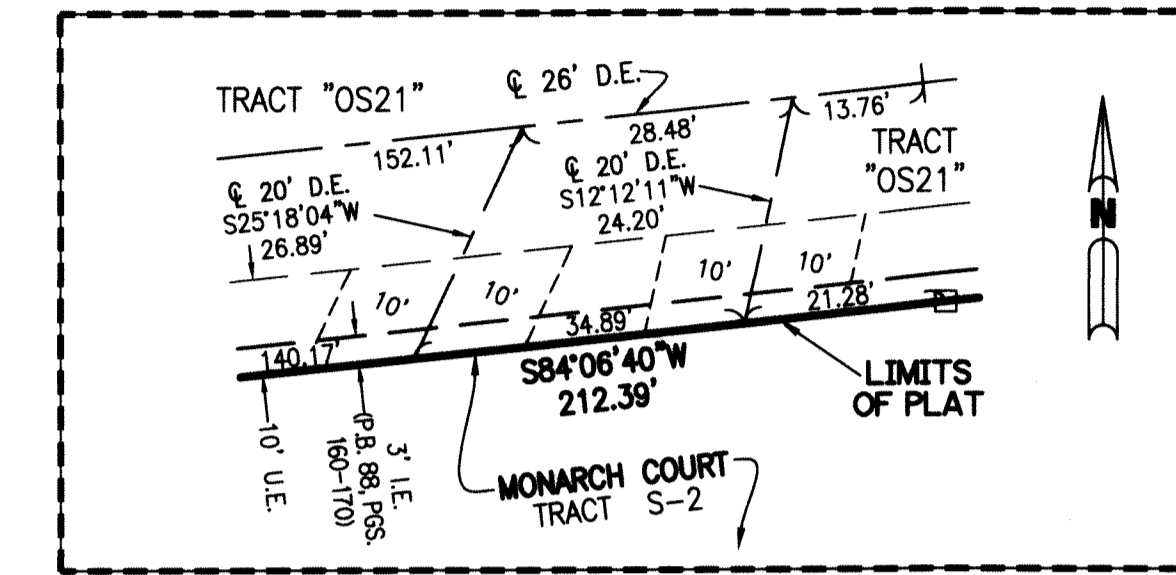 TRACT "OS21"
℄ 26' D.E.
152.11'
28.48'
13.76'
TRACT
"OS21"
℄ 20' D.E.
S25°18'04"W
26.89'
℄ 20' D.E.
S12°12'11"W
24.20'
N
10'
10'
10'
10'
140.17'
34.89'
21.28'
S84°06'40"W
212.39'
LIMITS
OF PLAT
10' U.E.
3' I.E.
(P.B. 88, PGS.
160-170)
MONARCH COURT
TRACT S-2